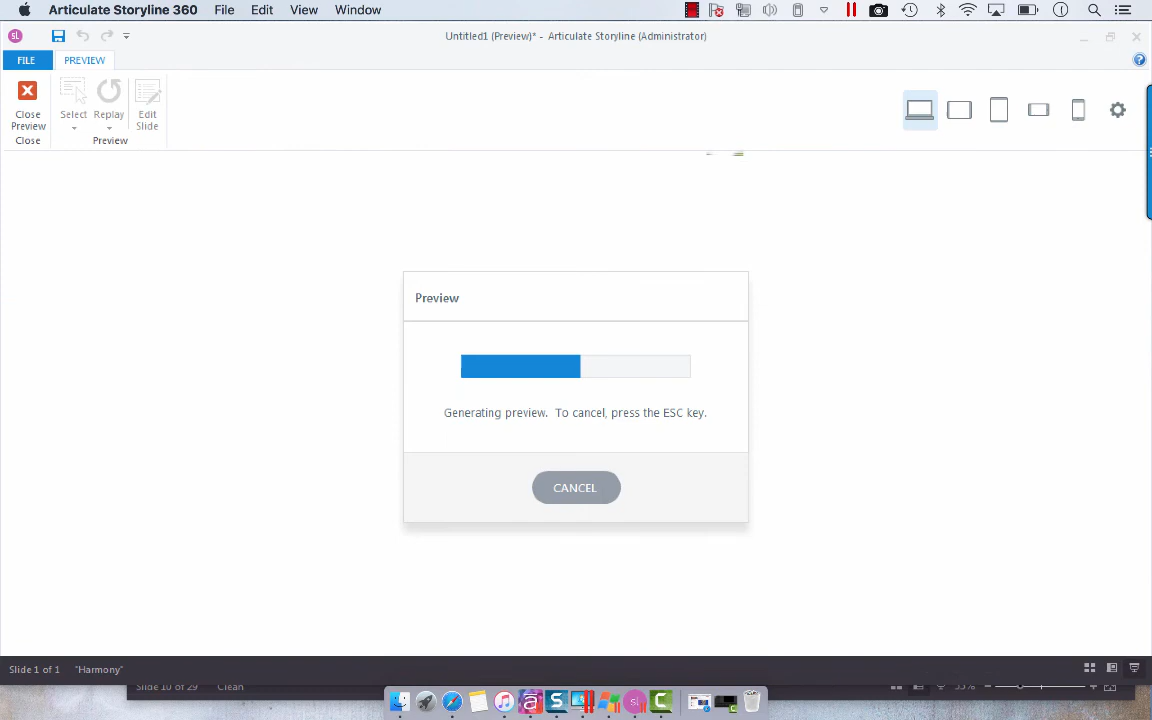 Articulate Storyline 360 File Edit View Window
Untitled1 (Preview)* - Articulate Storyline (Administrator)
FILE PREVIEW
Close Preview
Select
Replay
Edit Slide
Close
Preview
Preview
Generating preview. To cancel, press the ESC key.
CANCEL
Slide 1 of 1 "Harmony"
Slide 10 of 29 Clean